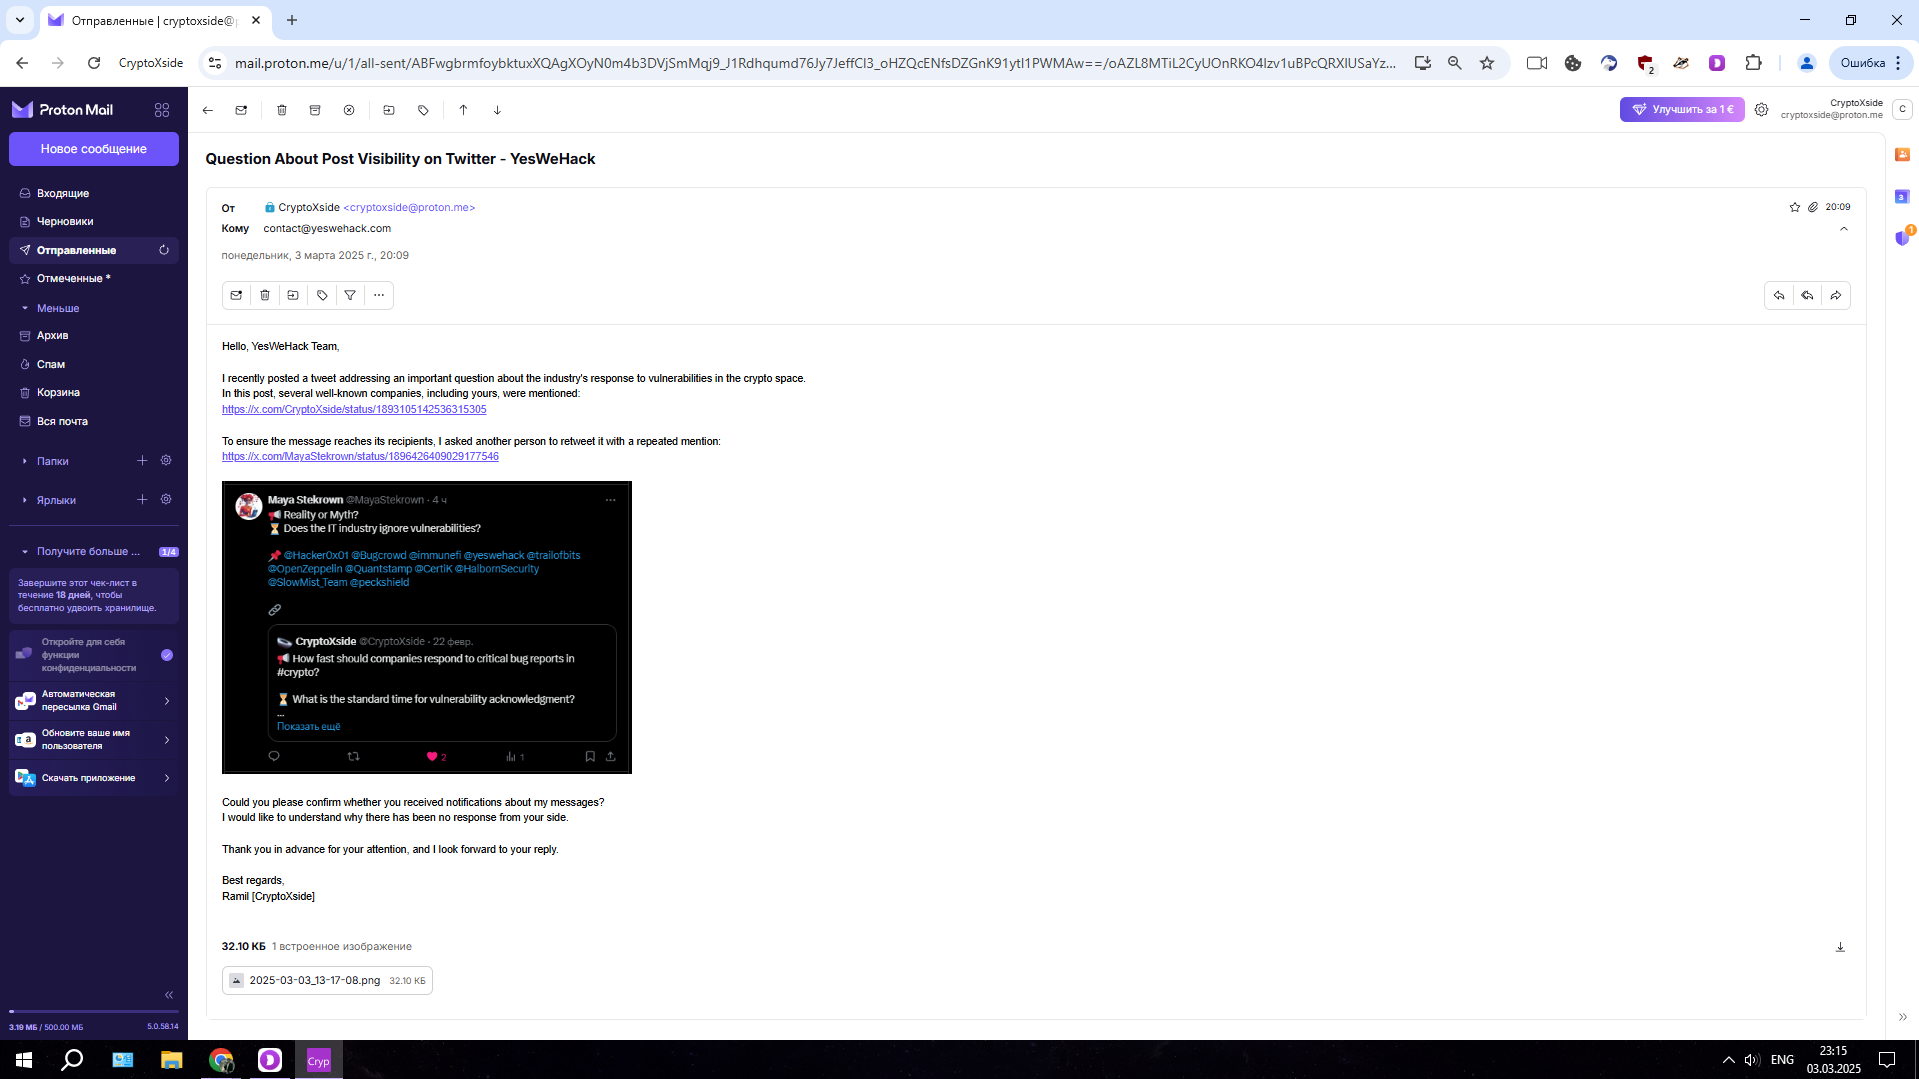 Отправленные | cryptoxside@p
CryptoXside
mail.proton.me/u/1/all-sent/ABFwgbrmfoybktuxXQAgXOyN0m4b3DVjSmMqj9_J1Rdhqumd76Jy7JeffCl3_oHZQcENfsDZGnK91ytI1PWMAw==/oAZL8MTiL2CyUOnRKO4lzv1uBPcQRXlUSaYz...
2
Ошибка
Proton Mail
Улучшить за 1 €
CryptoXside
cryptoxside@proton.me
C
Новое сообщение
Входящие
Черновики
Отправленные
Отмеченные *
Меньше
Архив
Спам
Корзина
Вся почта
Папки
Ярлыки
Получите больше ...
1/4
Завершите этот чек-лист в
течение 18 дней, чтобы
бесплатно удвоить хранилище.
Откройте для себя
функции
конфиденциальности
Автоматическая
пересылка Gmail
Обновите ваше имя
пользователя
Скачать приложение
3.19 МБ / 500.00 МБ
5.0.58.14
Question About Post Visibility on Twitter - YesWeHack
От CryptoXside <cryptoxside@proton.me>
20:09
Кому contact@yeswehack.com
понедельник, 3 марта 2025 г., 20:09
Hello, YesWeHack Team,
I recently posted a tweet addressing an important question about the industry's response to vulnerabilities in the crypto space.
In this post, several well-known companies, including yours, were mentioned:
https://x.com/CryptoXside/status/1893105142536315305
To ensure the message reaches its recipients, I asked another person to retweet it with a repeated mention:
https://x.com/MayaStekrown/status/1896426409029177546
Maya Stekrown @MayaStekrown · 4 ч
Reality or Myth?
Does the IT industry ignore vulnerabilities?
@Hacker0x01 @Bugcrowd @immunefi @yeswehack @trailofbits
@OpenZeppelin @Quantstamp @CertiK @HalbornSecurity
@SlowMist_Team @peckshield
CryptoXside @CryptoXside · 22 февр.
How fast should companies respond to critical bug reports in
#crypto?
What is the standard time for vulnerability acknowledgment?
...
Показать ещё
2
1
Could you please confirm whether you received notifications about my messages?
I would like to understand why there has been no response from your side.
Thank you in advance for your attention, and I look forward to your reply.
Best regards,
Ramil [CryptoXside]
32.10 КБ 1 встроенное изображение
2025-03-03_13-17-08.png 32.10 КБ
3
1
Cryp
ENG
23:15
03.03.2025